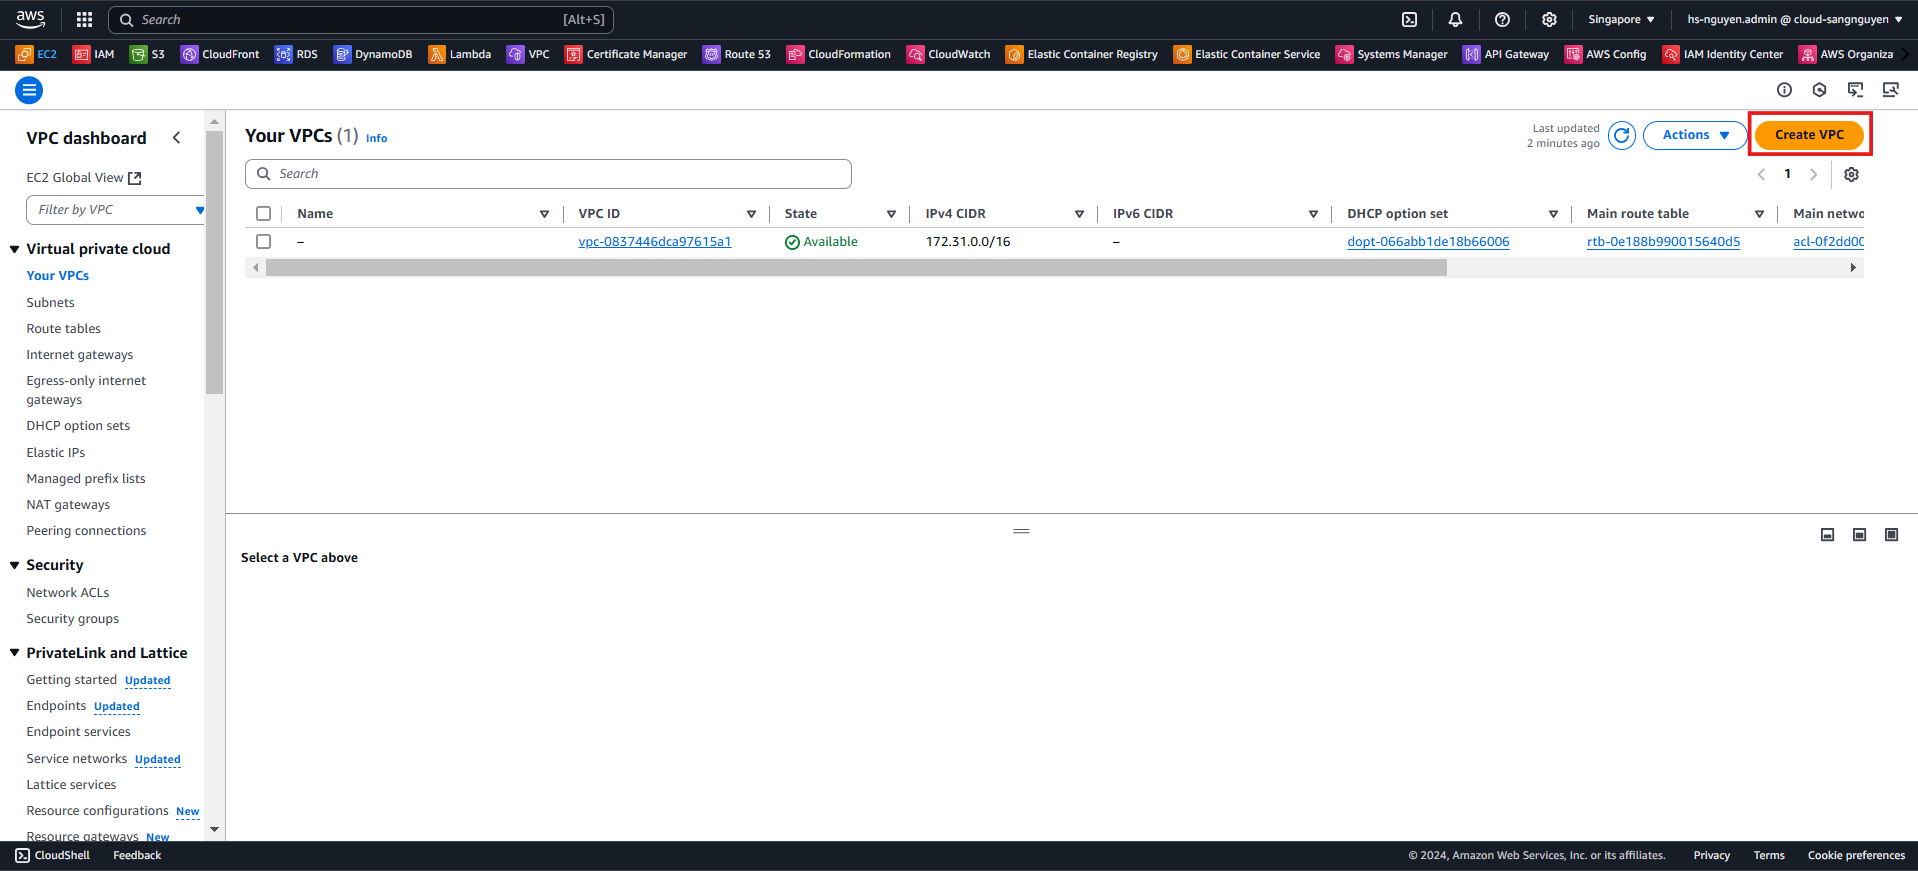 aws
Search [Alt+S]
Singapore
hs-nguyen.admin @ cloud-sangnguyen
EC2 IAM S3 CloudFront RDS DynamoDB Lambda VPC Certificate Manager Route 53 CloudFormation CloudWatch Elastic Container Registry Elastic Container Service Systems Manager API Gateway AWS Config IAM Identity Center AWS Organiza
VPC dashboard
EC2 Global View
Filter by VPC
Virtual private cloud
Your VPCs
Subnets
Route tables
Internet gateways
Egress-only internet
gateways
DHCP option sets
Elastic IPs
Managed prefix lists
NAT gateways
Peering connections
Security
Network ACLs
Security groups
PrivateLink and Lattice
Getting started Updated
Endpoints Updated
Endpoint services
Service networks Updated
Lattice services
Resource configurations New
Resource gateways New
Your VPCs (1) Info
Last updated
2 minutes ago
Actions
Create VPC
Search
1
Name VPC ID State IPv4 CIDR IPv6 CIDR DHCP option set Main route table Main netwo
– vpc-0837446dca97615a1 Available 172.31.0.0/16 – dopt-066abb1de18b66006 rtb-0e188b990015640d5 acl-0f2dd00
Select a VPC above
CloudShell Feedback
© 2024, Amazon Web Services, Inc. or its affiliates. Privacy Terms Cookie preferences